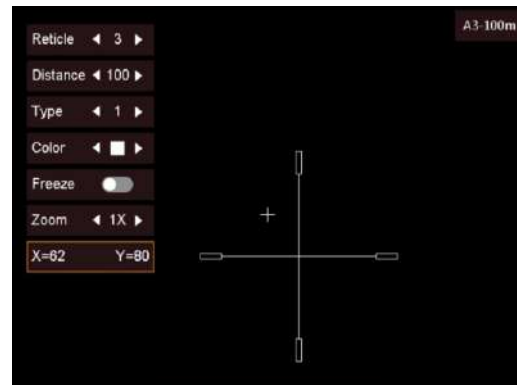 A3-100m
Reticle 3
Distance 100
Type 1
Color
Freeze
Zoom 1X
X=62 Y=80